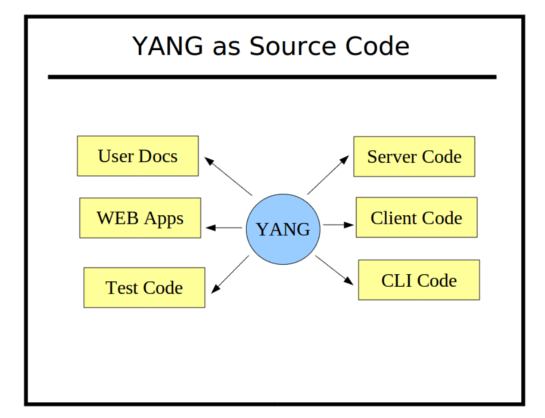 YANG as Source Code
User Docs
Server Code
WEB Apps
YANG
Client Code
Test Code
CLI Code